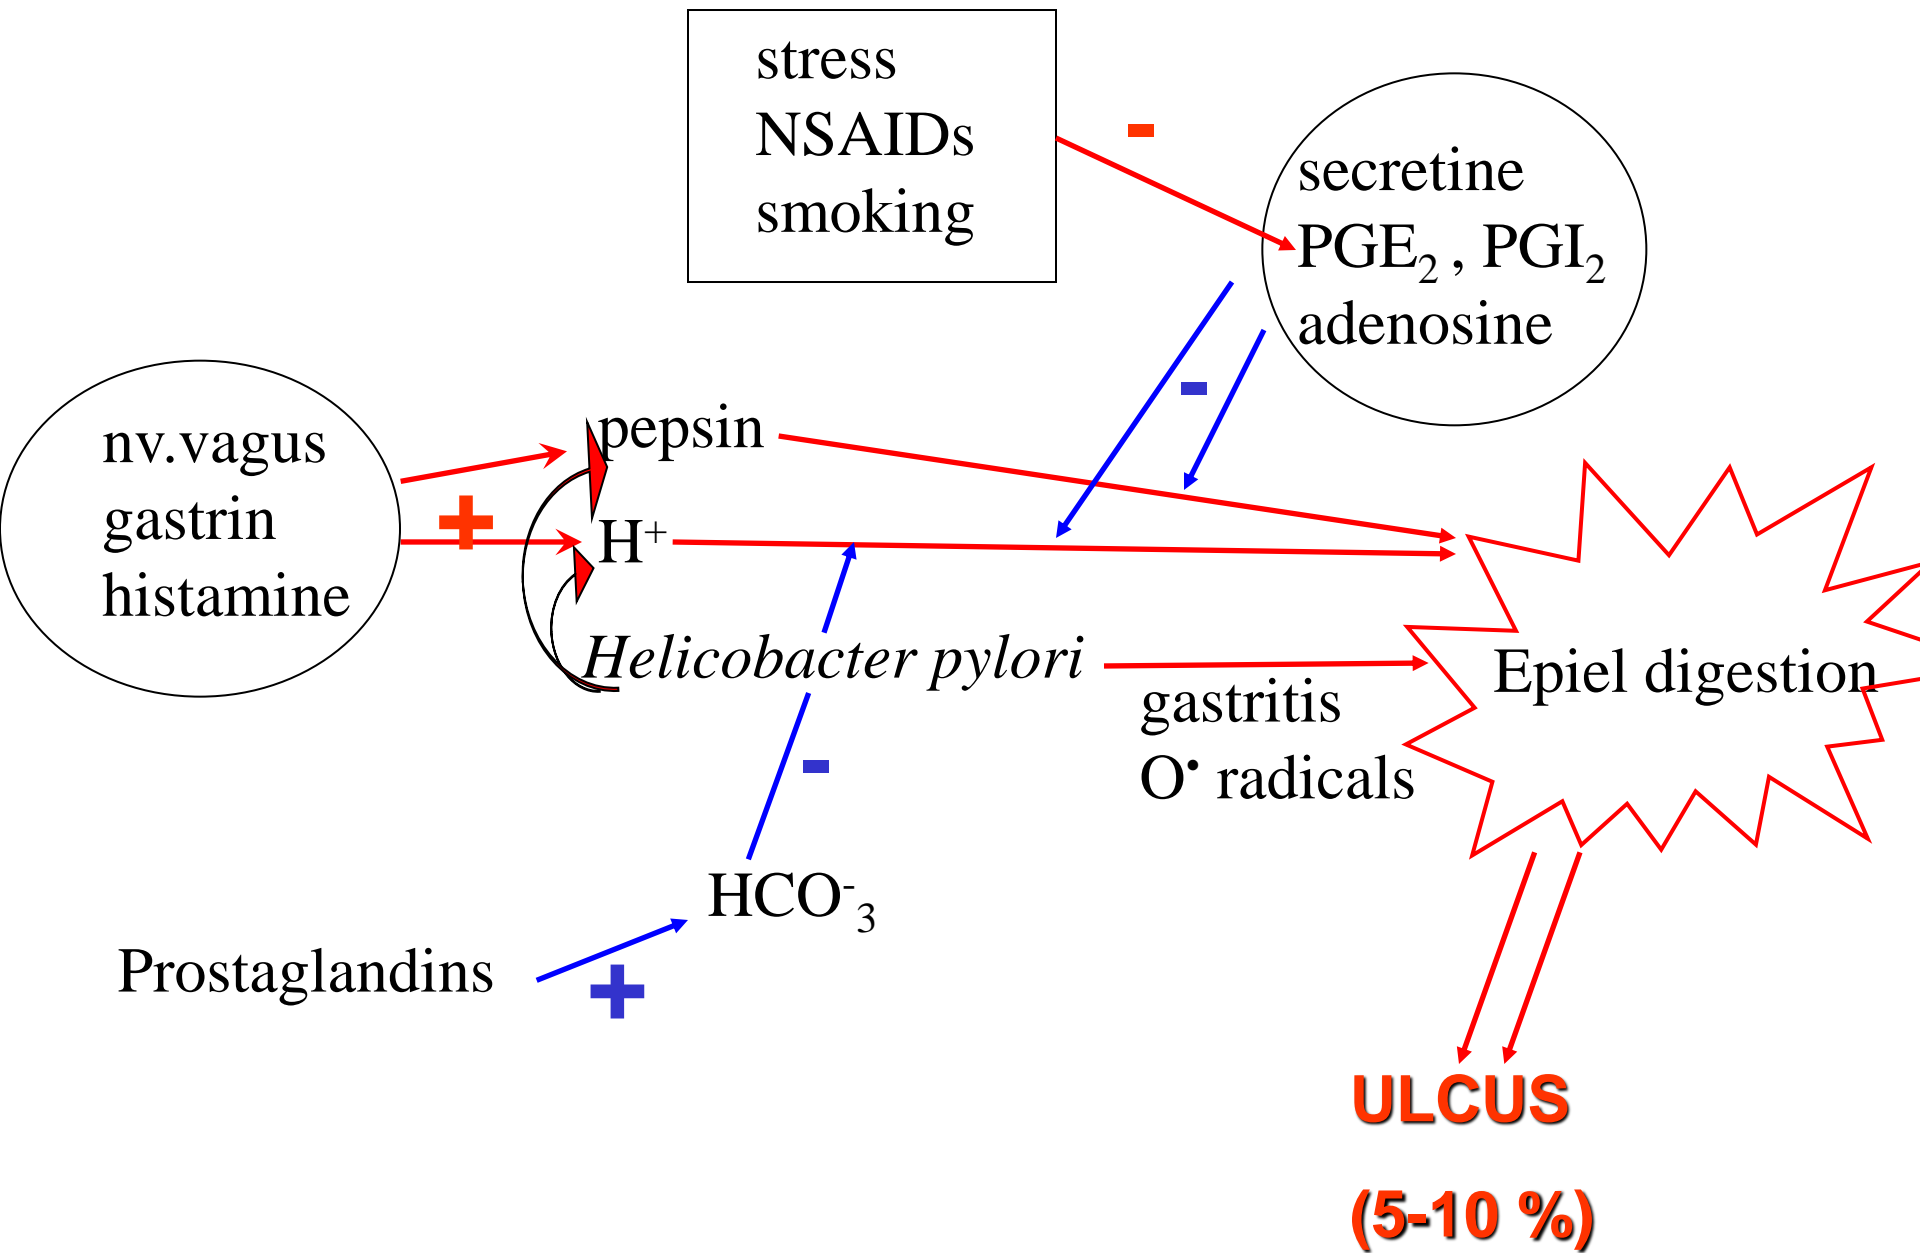 stress
NSAIDs
smoking
-
secretine
PGE₂ , PGI₂
adenosine
-
nv.vagus
gastrin
histamine
+
pepsin
H⁺
Helicobacter pylori
gastritis
O• radicals
Epiel digestion
-
HCO⁻₃
Prostaglandins
+
ULCUS
(5-10 %)